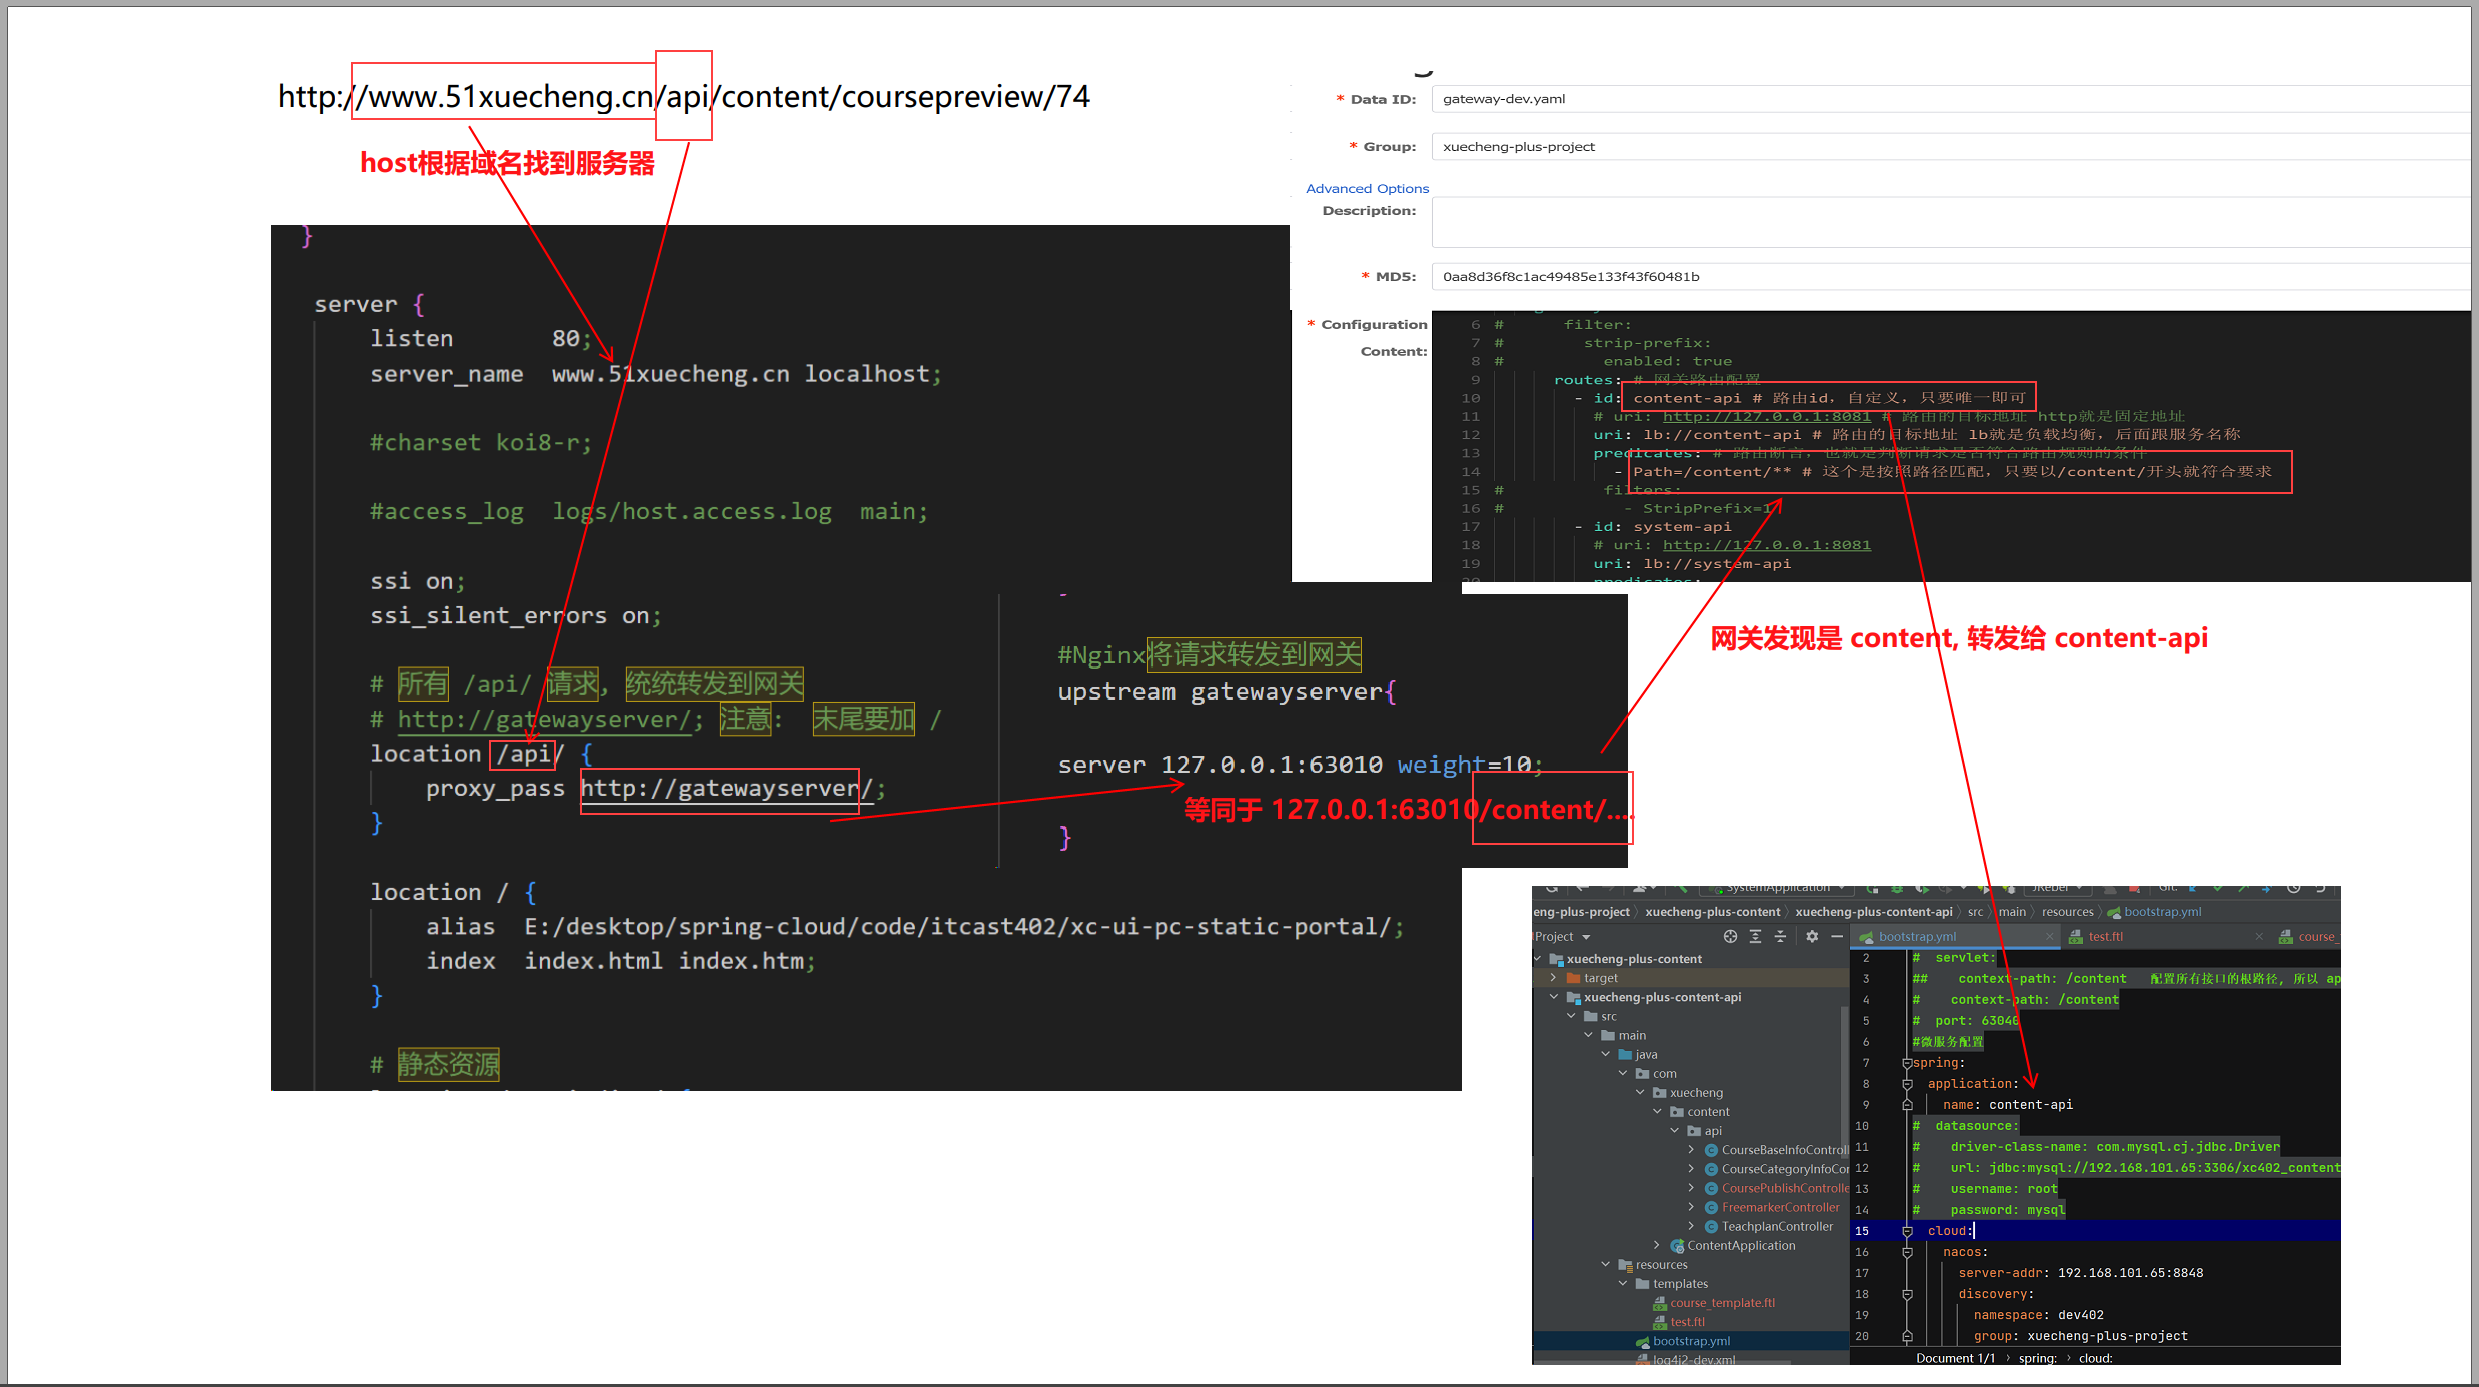 http://www.51xuecheng.cn/api/content/coursepreview/74
host根据域名找到服务器
}
server {
listen 80;
server_name www.51xuecheng.cn localhost;
#charset koi8-r;
#access_log logs/host.access.log main;
ssi on;
ssi_silent_errors on;
# 所有 /api/ 请求, 统统转发到网关
# http://gatewayserver/; 注意: 末尾要加 /
location /api/ {
proxy_pass http://gatewayserver/;
}
location / {
alias E:/desktop/spring-cloud/code/itcast402/xc-ui-pc-static-portal/;
index index.html index.htm;
}
# 静态资源
#Nginx将请求转发到网关
upstream gatewayserver{
server 127.0.0.1:63010 weight=10;
等同于 127.0.0.1:63010/content/....
}
* Data ID: gateway-dev.yaml
* Group: xuecheng-plus-project
Advanced Options
Description:
* MD5: 0aa8d36f8c1ac49485e133f43f60481b
* Configuration
Content:
6 # filter:
7 # strip-prefix:
8 # enabled: true
9 routes: # 网关路由配置
10 - id: content-api # 路由id，自定义，只要唯一即可
11 # uri: http://127.0.0.1:8081 # 路由的目标地址 http就是固定地址
12 uri: lb://content-api # 路由的目标地址 lb就是负载均衡，后面跟服务名称
13 predicates: # 路由断言，也就是判断请求是否符合路由规则的条件
14 - Path=/content/** # 这个是按照路径匹配，只要以/content/开头就符合要求
15 # filters:
16 # - StripPrefix=1
17 - id: system-api
18 # uri: http://127.0.0.1:8081
19 uri: lb://system-api
20 predicates:
网关发现是 content, 转发给 content-api
SystemApplication JRebel Git:
eng-plus-project xuecheng-plus-content xuecheng-plus-content-api src main resources bootstrap.yml
Project
bootstrap.yml test.ftl course_
xuecheng-plus-content
target
xuecheng-plus-content-api
src
main
java
com
xuecheng
content
api
CourseBaseInfoControll
CourseCategoryInfoCon
CoursePublishControlle
FreemarkerController
TeachplanController
ContentApplication
resources
templates
course_template.ftl
test.ftl
bootstrap.yml
log4j2-dev.xml
2 # servlet:
3 ## context-path: /content 配置所有接口的根路径, 所以 ap
4 # context-path: /content
5 # port: 63040
6 #微服务配置
7 spring:
8 application:
9 name: content-api
10 # datasource:
11 # driver-class-name: com.mysql.cj.jdbc.Driver
12 # url: jdbc:mysql://192.168.101.65:3306/xc402_content
13 # username: root
14 # password: mysql
15 cloud:
16 nacos:
17 server-addr: 192.168.101.65:8848
18 discovery:
19 namespace: dev402
20 group: xuecheng-plus-project
Document 1/1 › spring: › cloud: